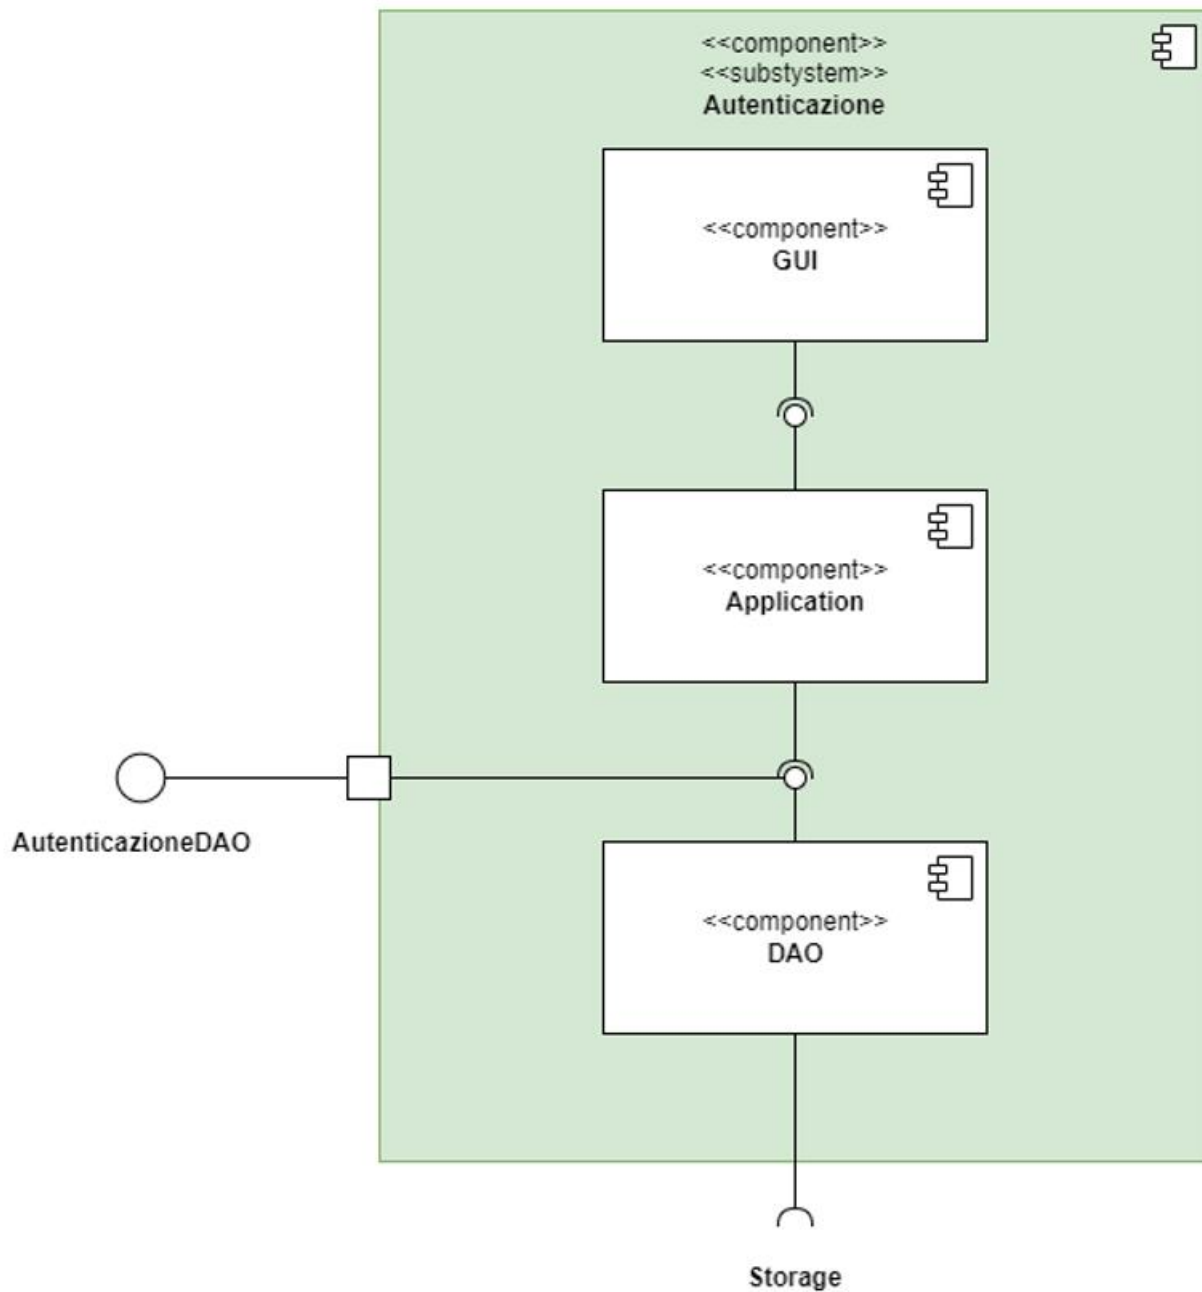 <<component>>
<<substystem>>
Autenticazione
<<component>>
GUI
<<component>>
Application
AutenticazioneDAO
<<component>>
DAO
Storage